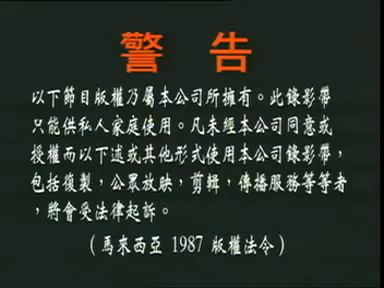 警 告
以下節目版權乃屬本公司所擁有。此錄影帶
只能供私人家庭使用。凡未經本公司同意或
授權而以下述或其他形式使用本公司錄影帶，
包括復製，公眾放映，剪輯，傳播服務等等者
，將會受法律起訴。
（馬來西亞 1987 版權法令）